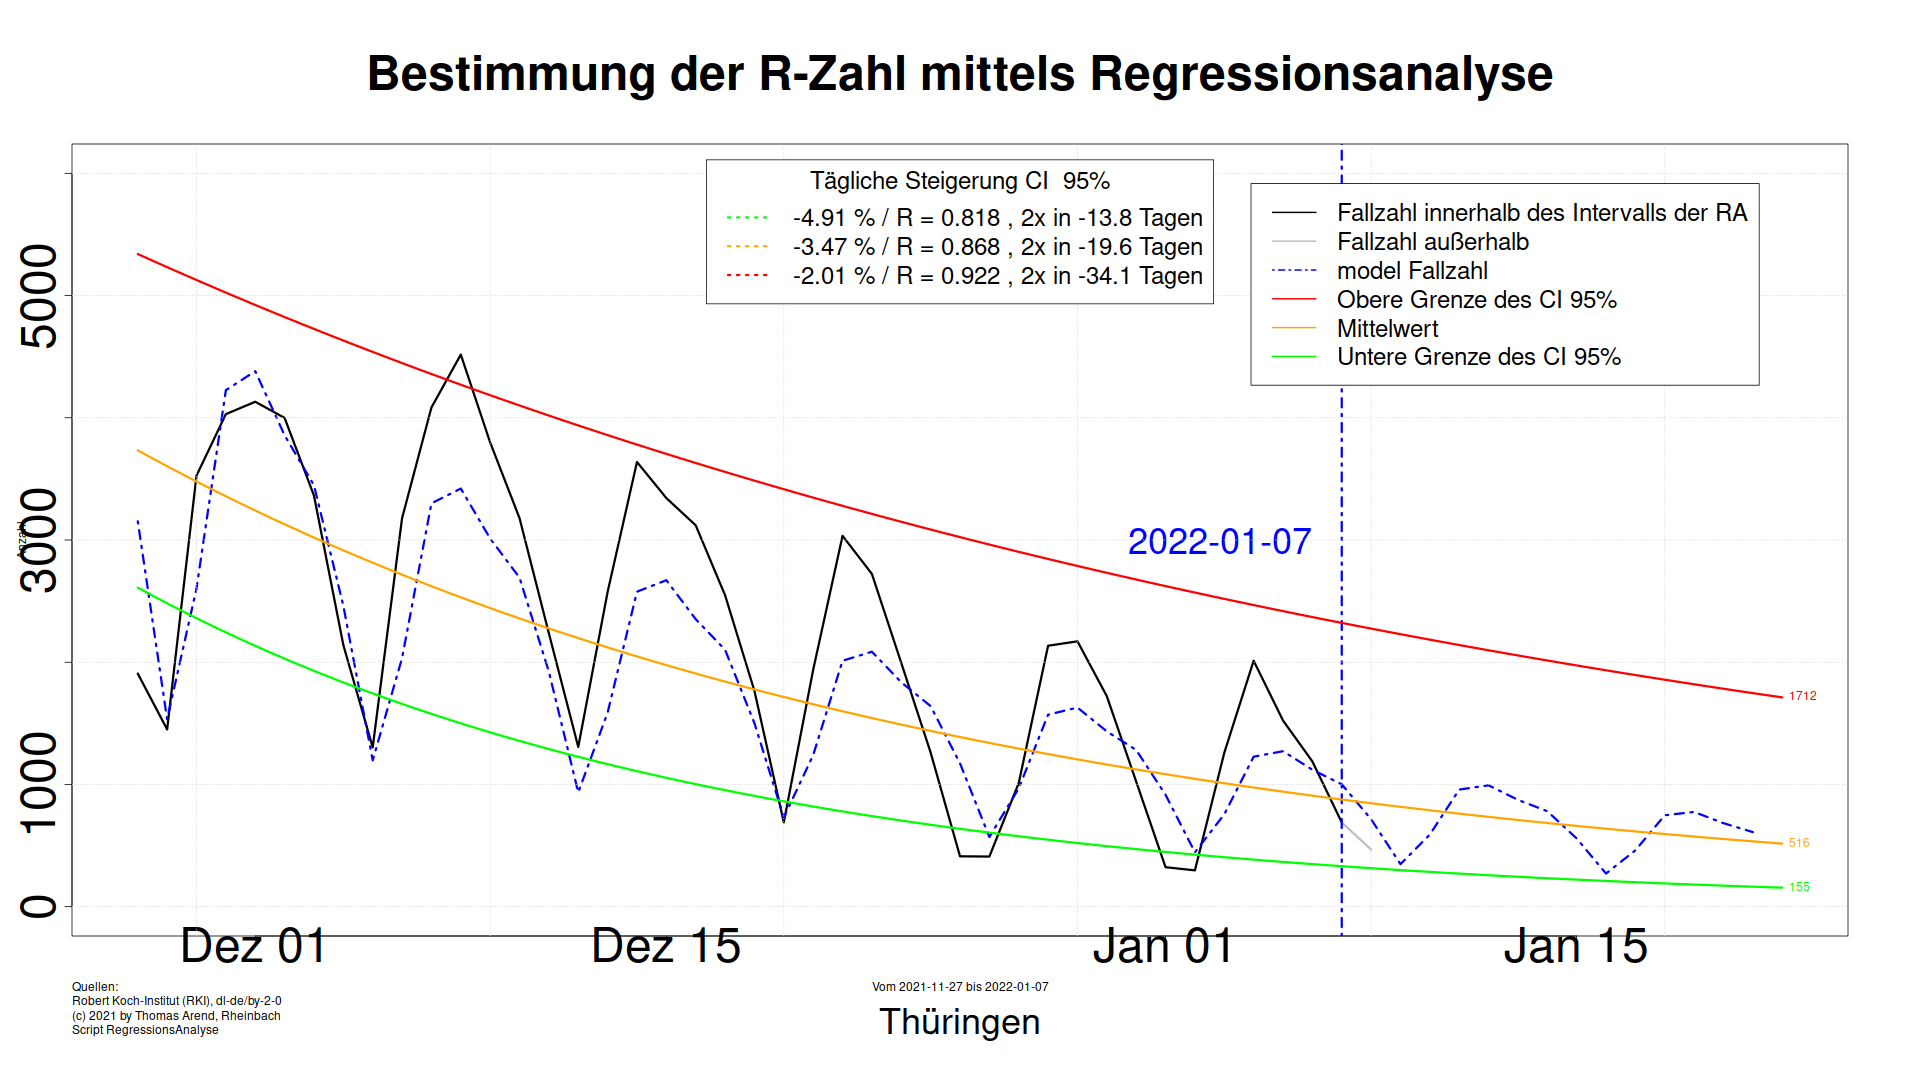 Bestimmung der R-Zahl mittels Regressionsanalyse
Tägliche Steigerung CI 95%
-4.91 % / R = 0.818 , 2x in -13.8 Tagen
-3.47 % / R = 0.868 , 2x in -19.6 Tagen
-2.01 % / R = 0.922 , 2x in -34.1 Tagen
Fallzahl innerhalb des Intervalls der RA
Fallzahl außerhalb
model Fallzahl
Obere Grenze des CI 95%
Mittelwert
Untere Grenze des CI 95%
5000
3000
1000
0
Anzahl
2022-01-07
1712
516
155
Dez 01
Dez 15
Jan 01
Jan 15
Quellen:
Robert Koch-Institut (RKI), dl-de/by-2-0
(c) 2021 by Thomas Arend, Rheinbach
Script RegressionsAnalyse
Vom 2021-11-27 bis 2022-01-07
Thüringen